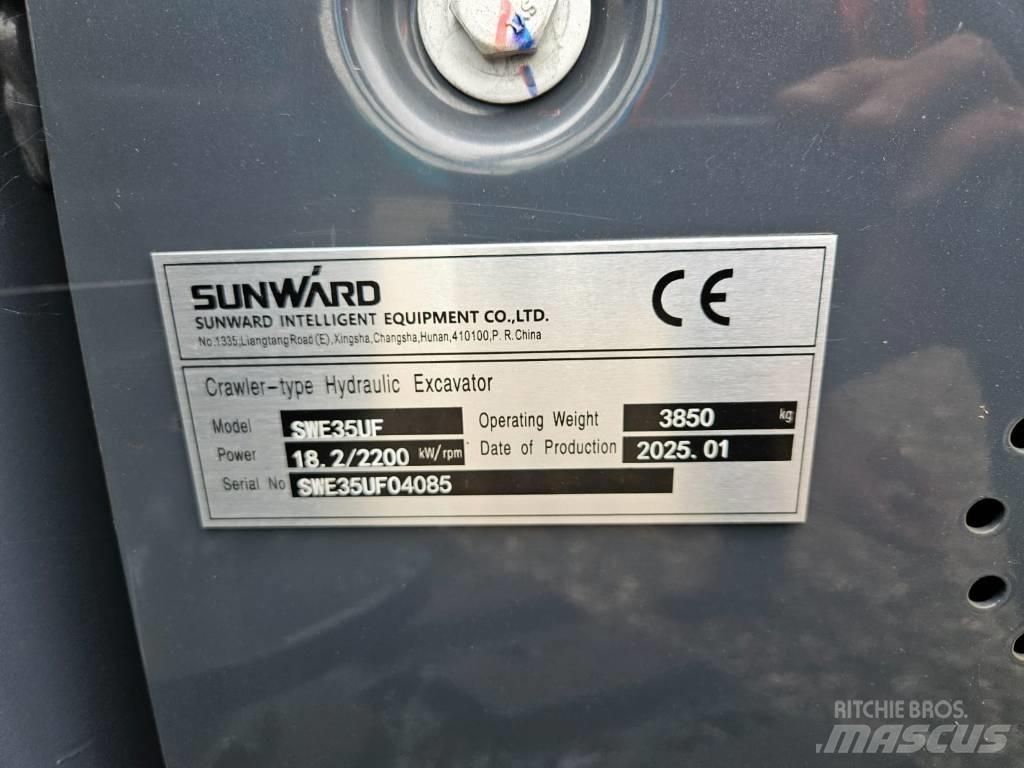 SUNWARD
SUNWARD INTELLIGENT EQUIPMENT CO.,LTD.
No.1335,Liangtang Road (E),Xingsha,Changsha,Hunan,410100,P. R. China
CE
Crawler-type Hydraulic Excavator
Model SWE35UF Operating Weight 3850 kg
Power 18.2/2200 kW/rpm Date of Production 2025.01
Serial No SWE35UF04085
RITCHIE BROS.
MASCUS